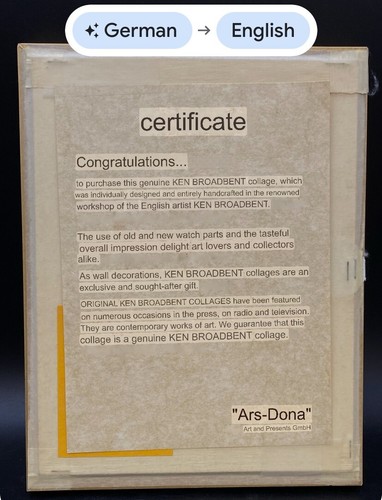 German → English
certificate
Congratulations...
to purchase this genuine KEN BROADBENT collage, which
was individually designed and entirely handcrafted in the renowned
workshop of the English artist KEN BROADBENT.
The use of old and new watch parts and the tasteful
overall impression delight art lovers and collectors
alike.
As wall decorations, KEN BROADBENT collages are an
exclusive and sought-after gift.
ORIGINAL KEN BROADBENT COLLAGES have been featured
on numerous occasions in the press, on radio and television.
They are contemporary works of art. We guarantee that this
collage is a genuine KEN BROADBENT collage.
"Ars-Dona"
Art and Presents GmbH